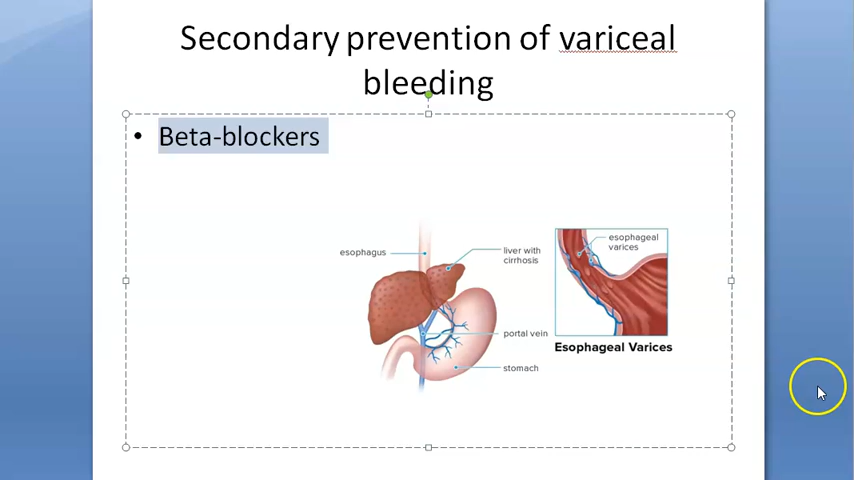 Secondary prevention of variceal
bleeding
• Beta-blockers
esophagus
liver with
cirrhosis
portal vein
stomach
esophageal
varices
Esophageal Varices